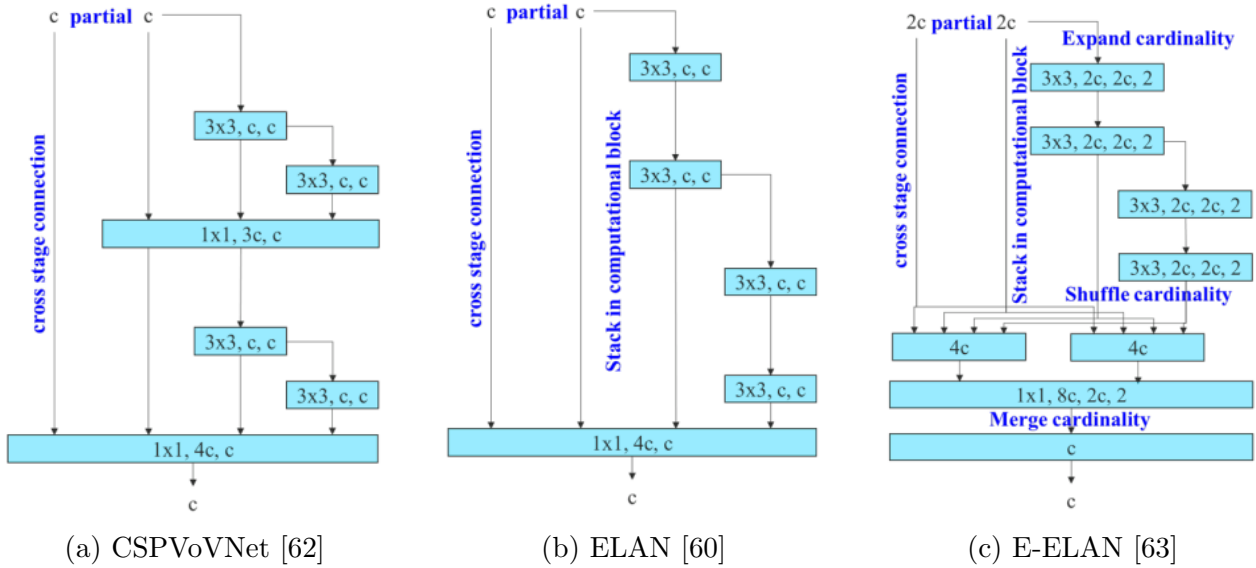 c partial c
cross stage connection
3x3, c, c
3x3, c, c
1x1, 3c, c
3x3, c, c
3x3, c, c
1x1, 4c, c
c
(a) CSPVoVNet [62]
c partial c
cross stage connection
Stack in computational block
3x3, c, c
3x3, c, c
3x3, c, c
3x3, c, c
1x1, 4c, c
c
(b) ELAN [60]
2c partial 2c
cross stage connection
Stack in computational block
Expand cardinality
3x3, 2c, 2c, 2
3x3, 2c, 2c, 2
3x3, 2c, 2c, 2
3x3, 2c, 2c, 2
Shuffle cardinality
4c
4c
1x1, 8c, 2c, 2
Merge cardinality
c
c
(c) E-ELAN [63]